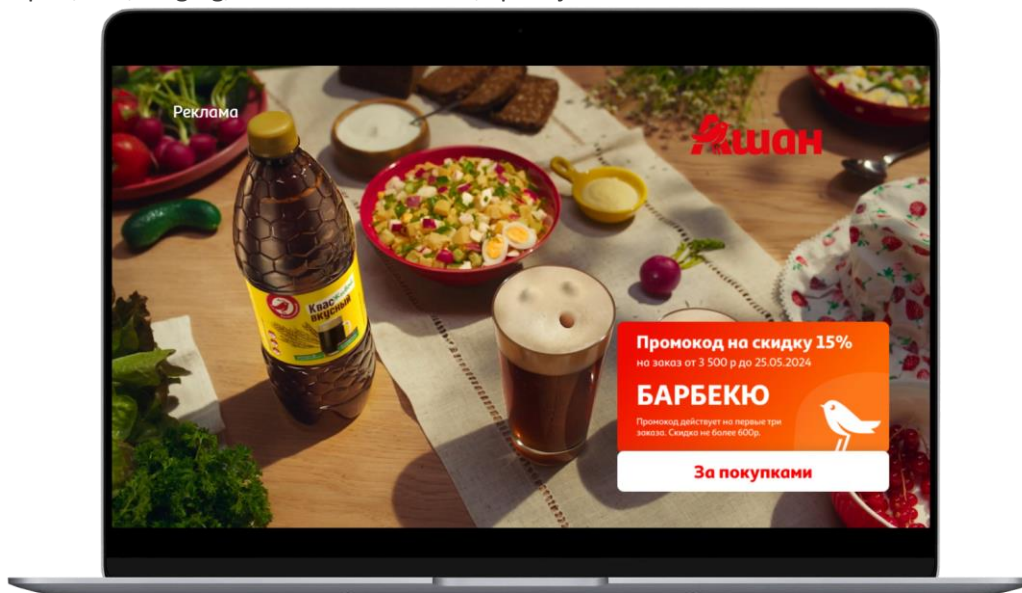 Реклама
Ашан
Квас
вкусный
Промокод на скидку 15%
на заказ от 3 500 р до 25.05.2024
БАРБЕКЮ
Промокод действует на первые три
заказа. Скидка не более 600р.
За покупками